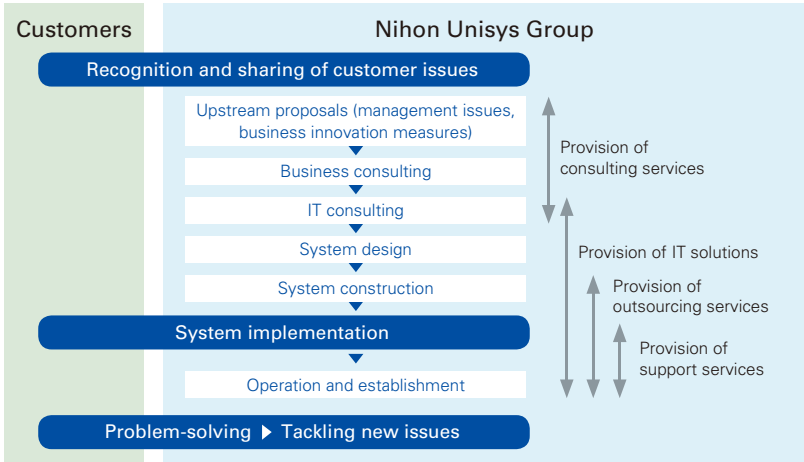 Customers
Nihon Unisys Group
Recognition and sharing of customer issues
Upstream proposals (management issues,
business innovation measures)
Business consulting
IT consulting
System design
System construction
System implementation
Operation and establishment
Problem-solving ▶ Tackling new issues
Provision of
consulting services
Provision of IT solutions
Provision of
outsourcing services
Provision of
support services